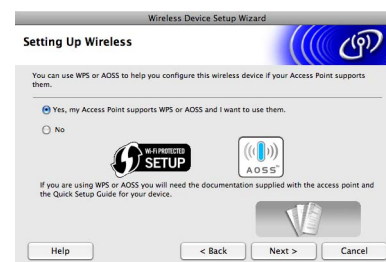 Wireless Device Setup Wizard
Setting Up Wireless
You can use WPS or AOSS to help you configure this wireless device if your Access Point supports
them.
Yes, my Access Point supports WPS or AOSS and I want to use them.
No
WI-FI PROTECTED
SETUP
AOSS
If you are using WPS or AOSS you will need the documentation supplied with the access point and
the Quick Setup Guide for your device.
Help
< Back
Next >
Cancel